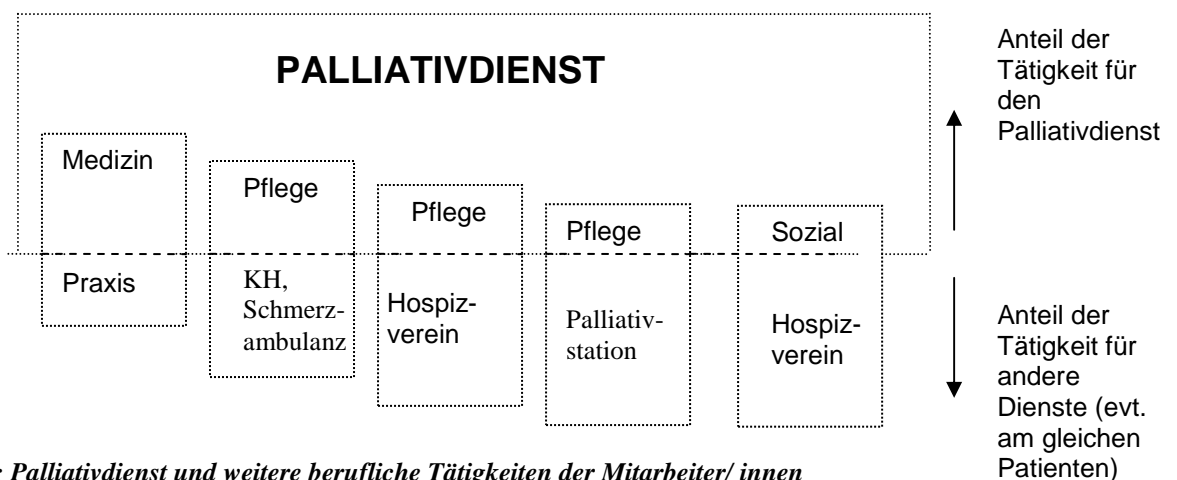 PALLIATIVDIENST
Anteil der
Tätigkeit für
den
Palliativdienst
Medizin
Pflege
Pflege
Pflege
Sozial
Praxis
KH,
Schmerz-
ambulanz
Hospiz-
verein
Palliativ-
station
Hospiz-
verein
Anteil der
Tätigkeit für
andere
Dienste (evt.
am gleichen
Patienten)
: Palliativdienst und weitere berufliche Tätigkeiten der Mitarbeiter/ innen